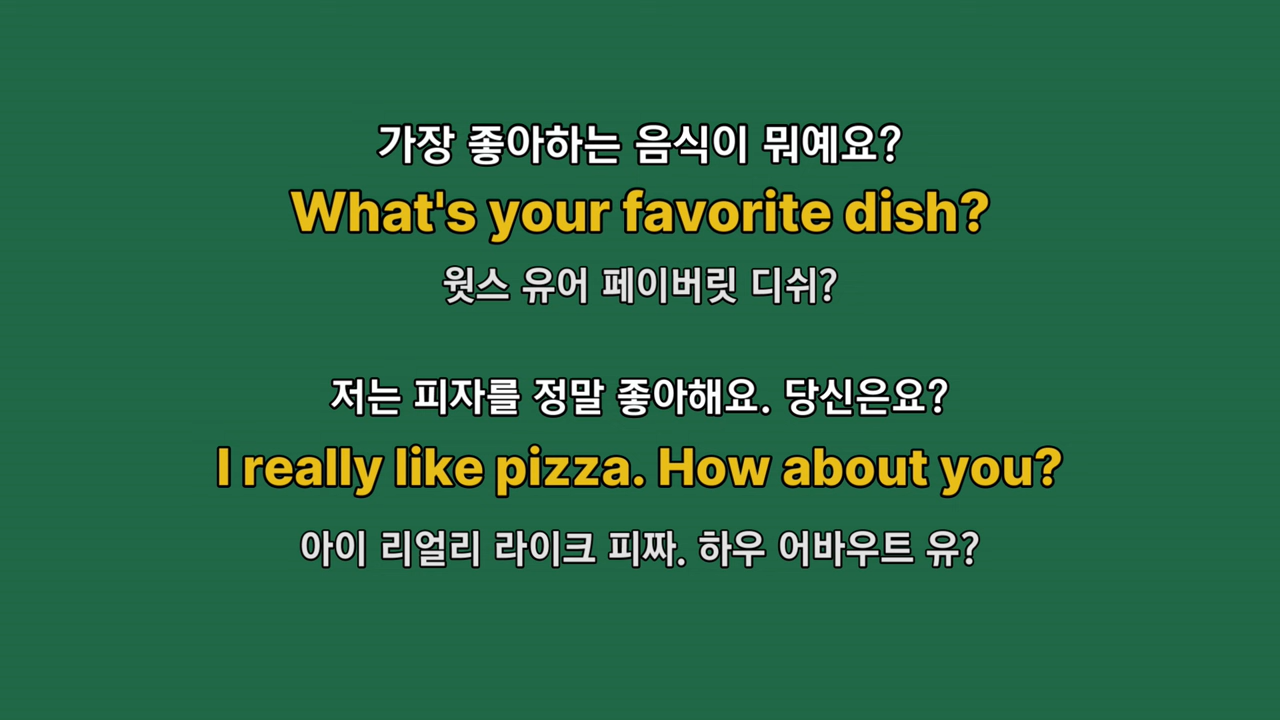 가장 좋아하는 음식이 뭐예요?
What's your favorite dish?
웟스 유어 페이버릿 디쉬?
저는 피자를 정말 좋아해요. 당신은요?
I really like pizza. How about you?
아이 리얼리 라이크 피짜. 하우 어바우트 유?